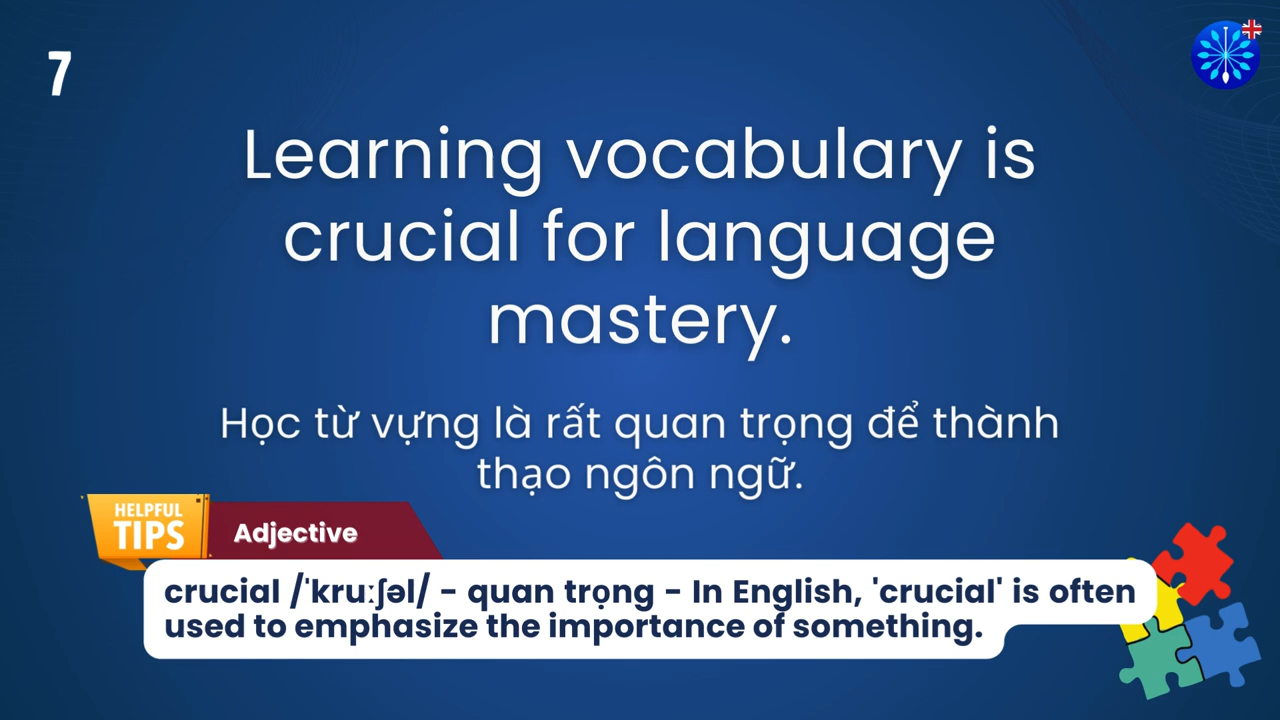 7
Learning vocabulary is
crucial for language
mastery.
Học từ vựng là rất quan trọng để thành
thạo ngôn ngữ.
HELPFUL
TIPS
Adjective
crucial /ˈkruːʃəl/ - quan trọng - In English, 'crucial' is often
used to emphasize the importance of something.